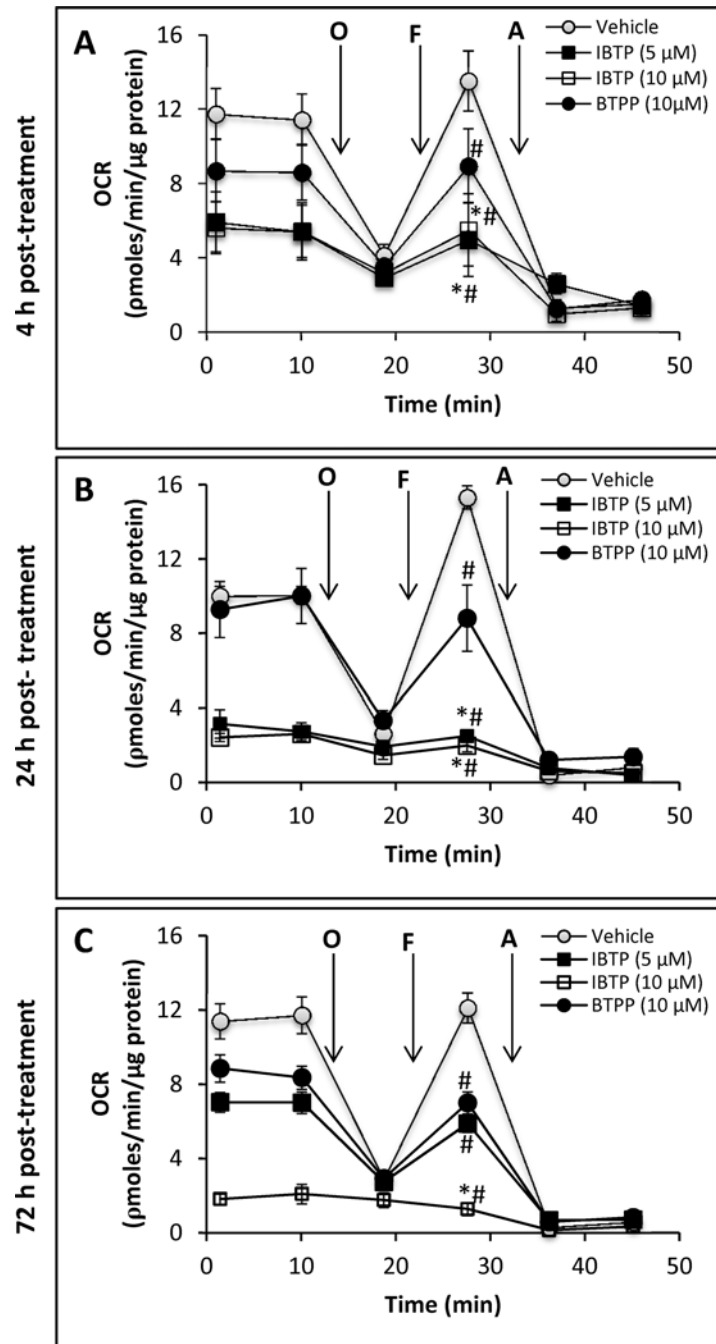 4 h post-treatment
A
O
F
A
Vehicle
IBTP (5 µM)
IBTP (10 µM)
BTPP (10µM)
16
12
8
4
0
OCR
(ρmoles/min/µg protein)
#
*#
*#
0 10 20 30 40 50
Time (min)
24 h post- treatment
B
O
F
A
Vehicle
IBTP (5 µM)
IBTP (10 µM)
BTPP (10 µM)
16
12
8
4
0
OCR
(ρmoles/min/µg protein)
#
*#
*#
0 10 20 30 40 50
Time (min)
72 h post-treatment
C
O
F
A
Vehicle
IBTP (5 µM)
IBTP (10 µM)
BTPP (10 µM)
16
12
8
4
0
OCR
(ρmoles/min/µg protein)
#
#
*#
0 10 20 30 40 50
Time (min)